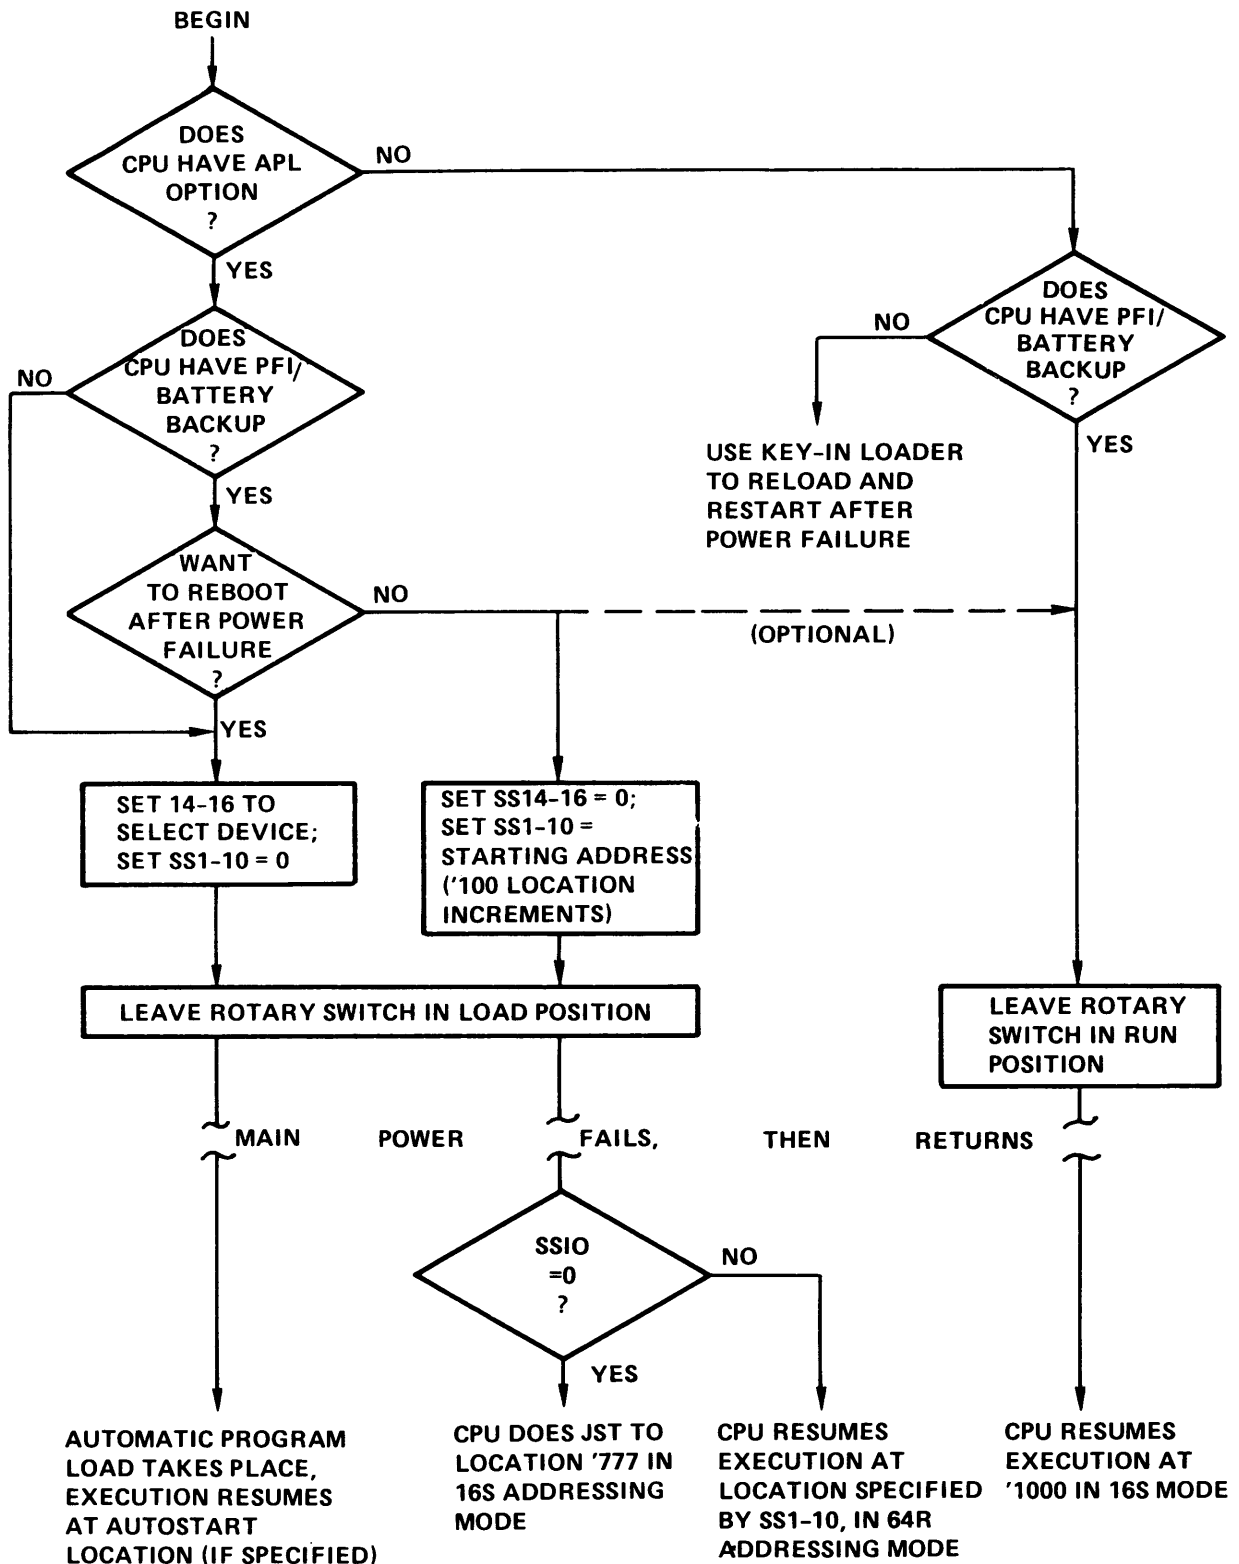 BEGIN
DOES
CPU HAVE APL
OPTION
?
NO
YES
DOES
CPU HAVE PFI/
BATTERY
BACKUP
?
NO
YES
DOES
CPU HAVE PFI/
BATTERY
BACKUP
?
NO
YES
USE KEY-IN LOADER
TO RELOAD AND
RESTART AFTER
POWER FAILURE
WANT
TO REBOOT
AFTER POWER
FAILURE
?
NO
(OPTIONAL)
YES
SET 14-16 TO
SELECT DEVICE;
SET SS1-10 = 0
SET SS14-16 = 0;
SET SS1-10 =
STARTING ADDRESS
('100 LOCATION
INCREMENTS)
LEAVE ROTARY SWITCH IN LOAD POSITION
LEAVE ROTARY
SWITCH IN RUN
POSITION
MAIN POWER FAILS, THEN RETURNS
SSIO
=0
?
NO
YES
AUTOMATIC PROGRAM
LOAD TAKES PLACE,
EXECUTION RESUMES
AT AUTOSTART
LOCATION (IF SPECIFIED)
CPU DOES JST TO
LOCATION '777 IN
16S ADDRESSING
MODE
CPU RESUMES
EXECUTION AT
LOCATION SPECIFIED
BY SS1-10, IN 64R
ADDRESSING MODE
CPU RESUMES
EXECUTION AT
'1000 IN 16S MODE